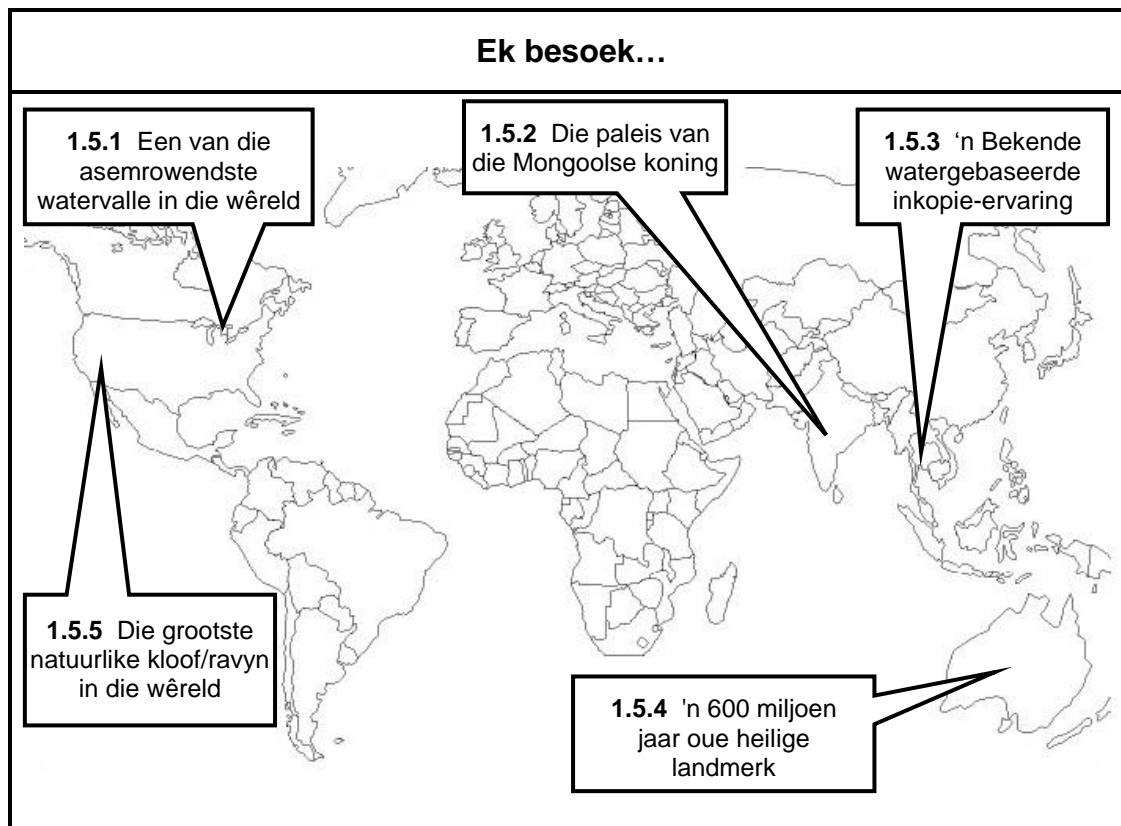 Ek besoek…
1.5.1 Een van die
asemrowendste
watervalle in die wêreld
1.5.2 Die paleis van
die Mongoolse koning
1.5.3 ‘n Bekende
watergebaseerde
inkopie-ervaring
1.5.5 Die grootste
natuurlike kloof/ravyn
in die wêreld
1.5.4 'n 600 miljoen
jaar oue heilige
landmerk